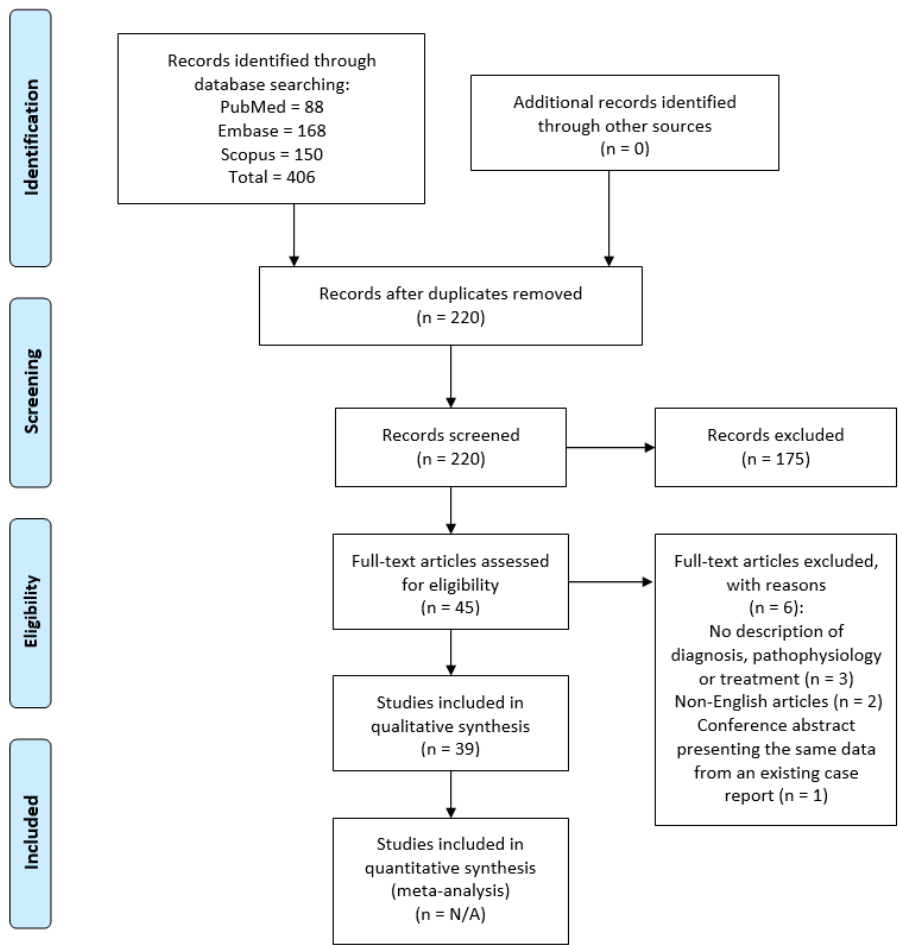 Identification
Records identified through
database searching:
PubMed = 88
Embase = 168
Scopus = 150
Total = 406
Additional records identified
through other sources
(n = 0)
Records after duplicates removed
(n = 220)
Screening
Records screened
(n = 220)
Records excluded
(n = 175)
Eligibility
Full-text articles assessed
for eligibility
(n = 45)
Full-text articles excluded,
with reasons
(n = 6):
No description of
diagnosis, pathophysiology
or treatment (n = 3)
Non-English articles (n = 2)
Conference abstract
presenting the same data
from an existing case
report (n = 1)
Studies included in
qualitative synthesis
(n = 39)
Included
Studies included in
quantitative synthesis
(meta-analysis)
(n = N/A)